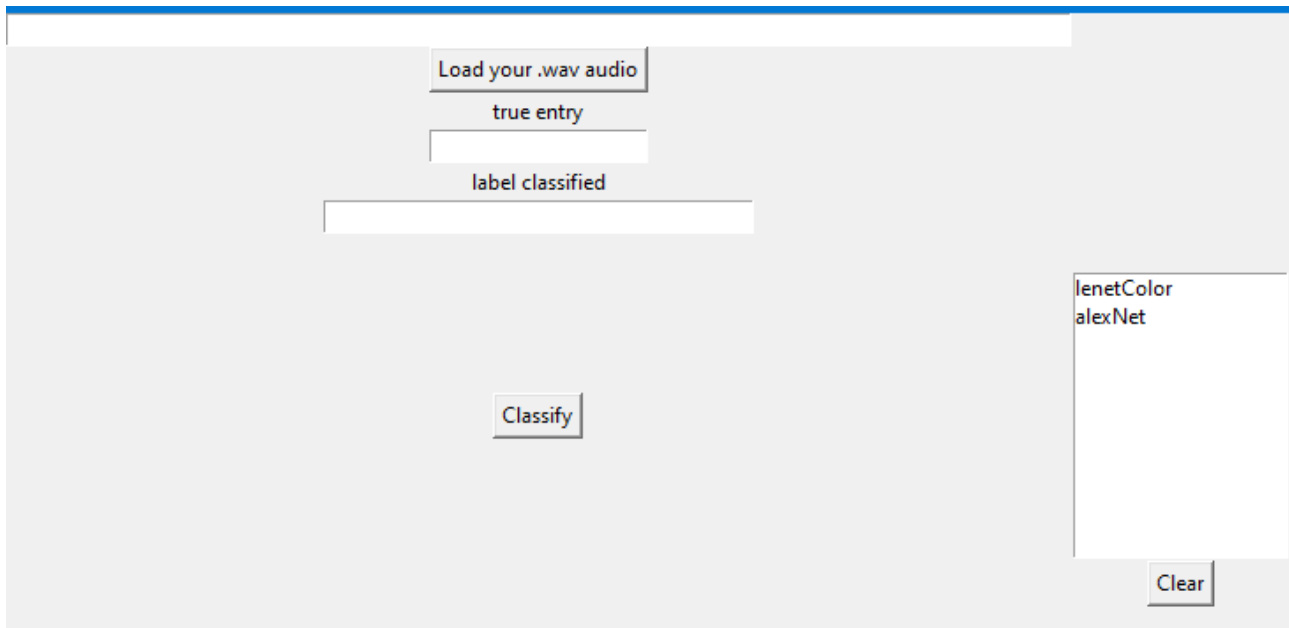 Load your .wav audio
true entry
label classified
lenetColor
alexNet
Classify
Clear